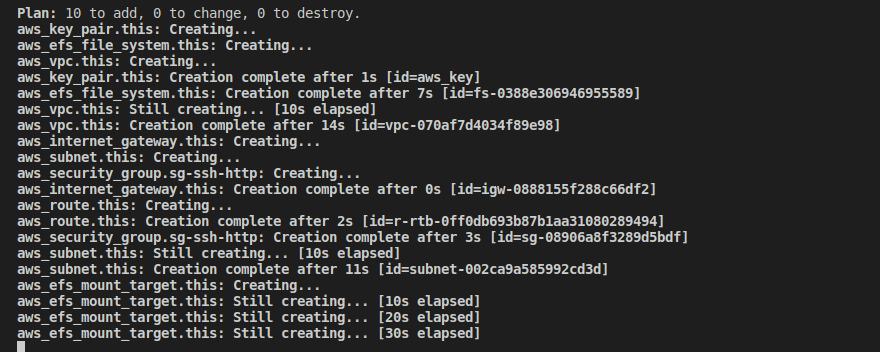 Plan: 10 to add, 0 to change, 0 to destroy.
aws_key_pair.this: Creating...
aws_efs_file_system.this: Creating...
aws_vpc.this: Creating...
aws_key_pair.this: Creation complete after 1s [id=aws_key]
aws_efs_file_system.this: Creation complete after 7s [id=fs-0388e306946955589]
aws_vpc.this: Still creating... [10s elapsed]
aws_vpc.this: Creation complete after 14s [id=vpc-070af7d4034f89e98]
aws_internet_gateway.this: Creating...
aws_subnet.this: Creating...
aws_security_group.sg-ssh-http: Creating...
aws_internet_gateway.this: Creation complete after 0s [id=igw-0888155f288c66df2]
aws_route.this: Creating...
aws_route.this: Creation complete after 2s [id=r-rtb-0ff0db693b87b1aa31080289494]
aws_security_group.sg-ssh-http: Creation complete after 3s [id=sg-08906a8f3289d5bdf]
aws_subnet.this: Still creating... [10s elapsed]
aws_subnet.this: Creation complete after 11s [id=subnet-002ca9a585992cd3d]
aws_efs_mount_target.this: Creating...
aws_efs_mount_target.this: Still creating... [10s elapsed]
aws_efs_mount_target.this: Still creating... [20s elapsed]
aws_efs_mount_target.this: Still creating... [30s elapsed]